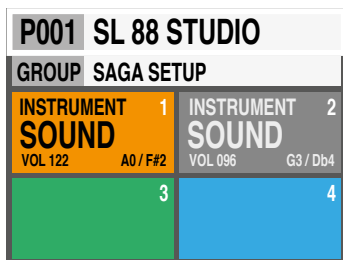 P001 SL 88 STUDIO
GROUP SAGA SETUP
INSTRUMENT 1
SOUND
VOL 122 A0 / F#2
INSTRUMENT 2
SOUND
VOL 096 G3 / Db4
3
4